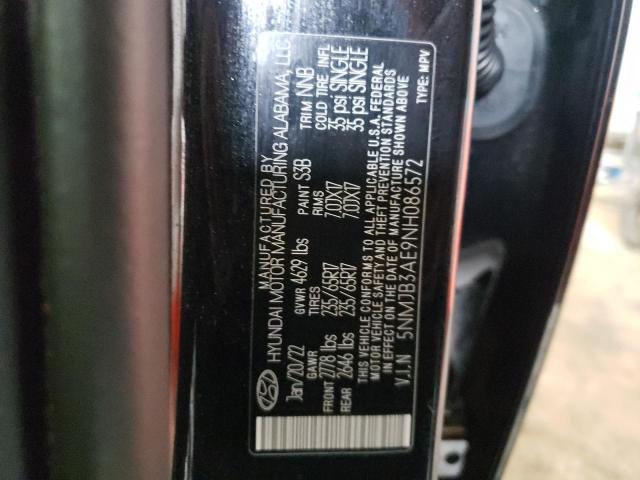 MANUFACTURED BY
HYUNDAI MOTOR MANUFACTURING ALABAMA, LLC
Jan/20/22 GVWR 4629 lbs PAINT S3B TRIM NNB
GAWR TIRES RIMS COLD TIRE INFL
FRONT 2778 lbs 235/65R17 7.0JX17 35 psi SINGLE
REAR 2646 lbs 235/65R17 7.0JX17 35 psi SINGLE
THIS VEHICLE CONFORMS TO ALL APPLICABLE U.S.A. FEDERAL
MOTOR VEHICLE SAFETY AND THEFT PREVENTION STANDARDS
IN EFFECT ON THE DATE OF MANUFACTURE SHOWN ABOVE
V.I.N 5NMJB3AE9NH086572 TYPE: MPV